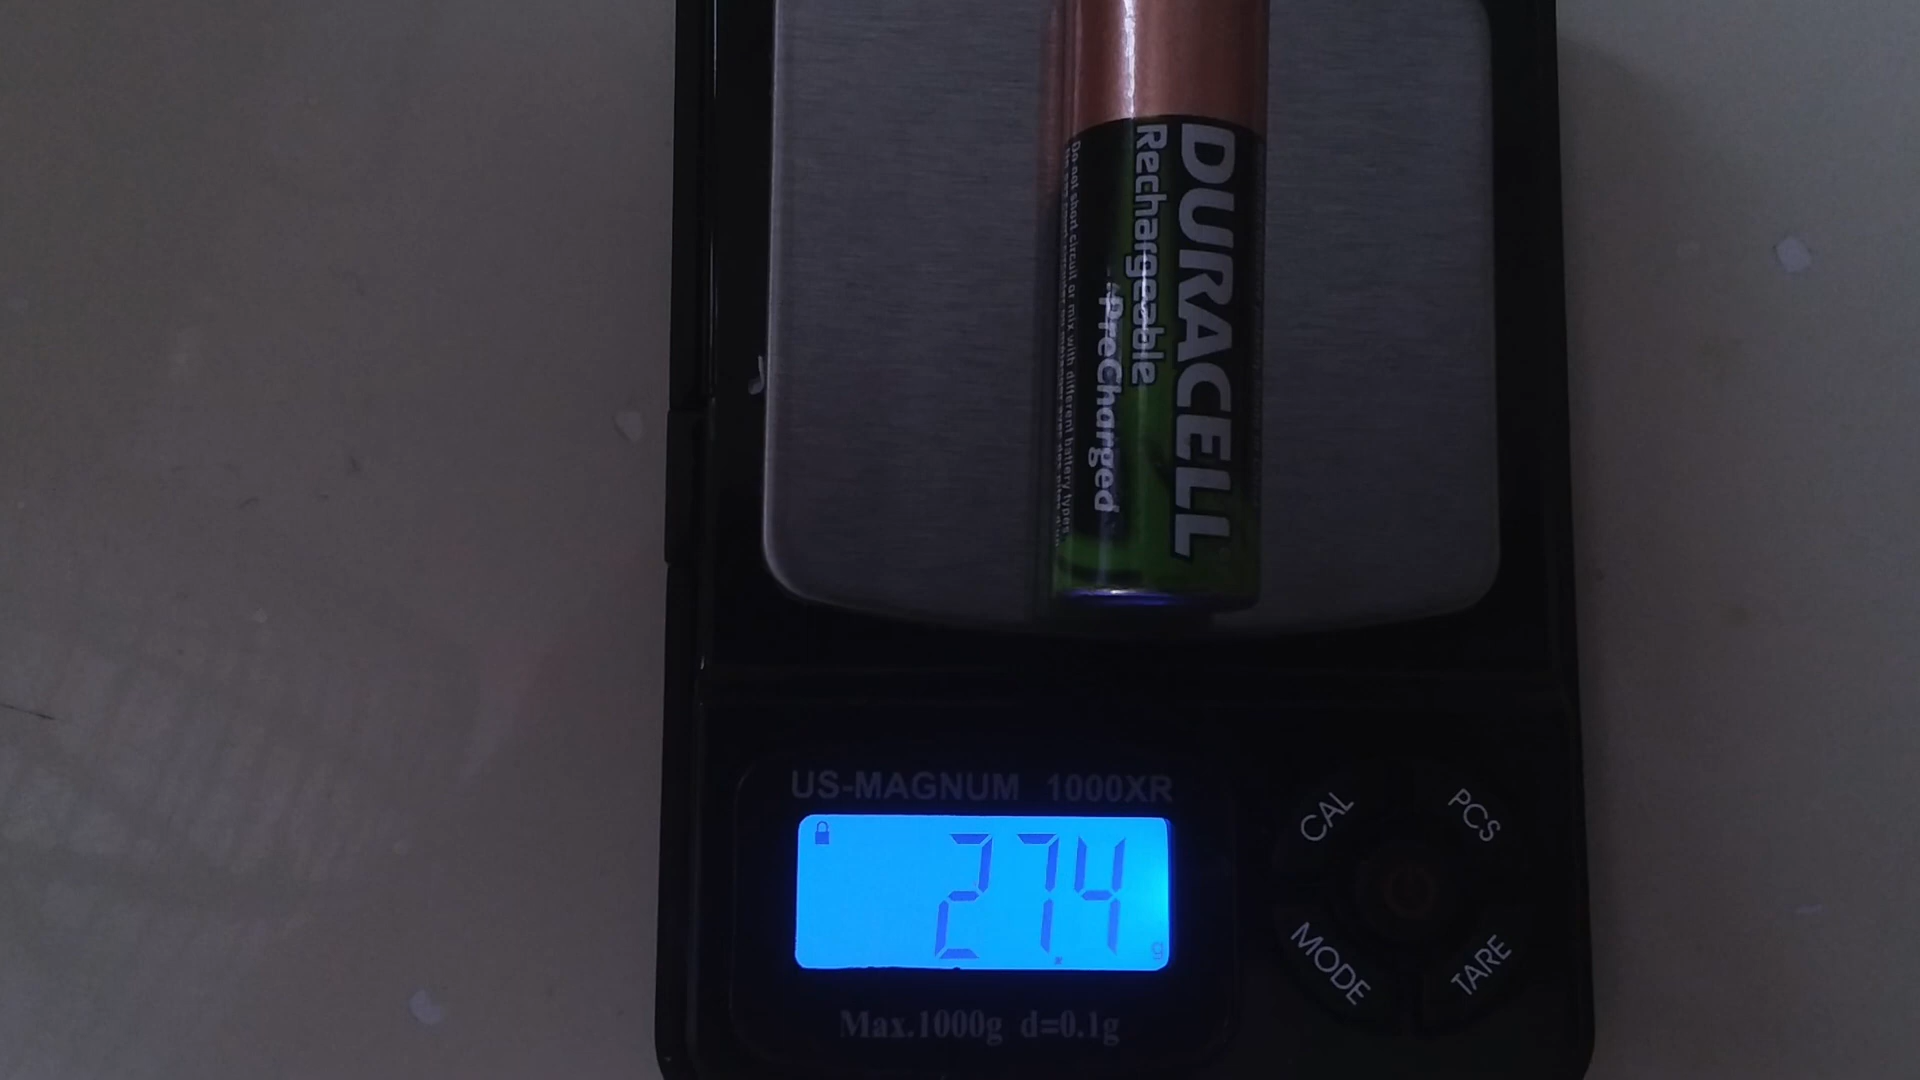 DURACELL
Rechargeable
PreCharged
Do not short circuit or mix with different battery types.
US-MAGNUM 1000XR
27.4 g
CAL
PCS
MODE
TARE
Max.1000g d=0.1g